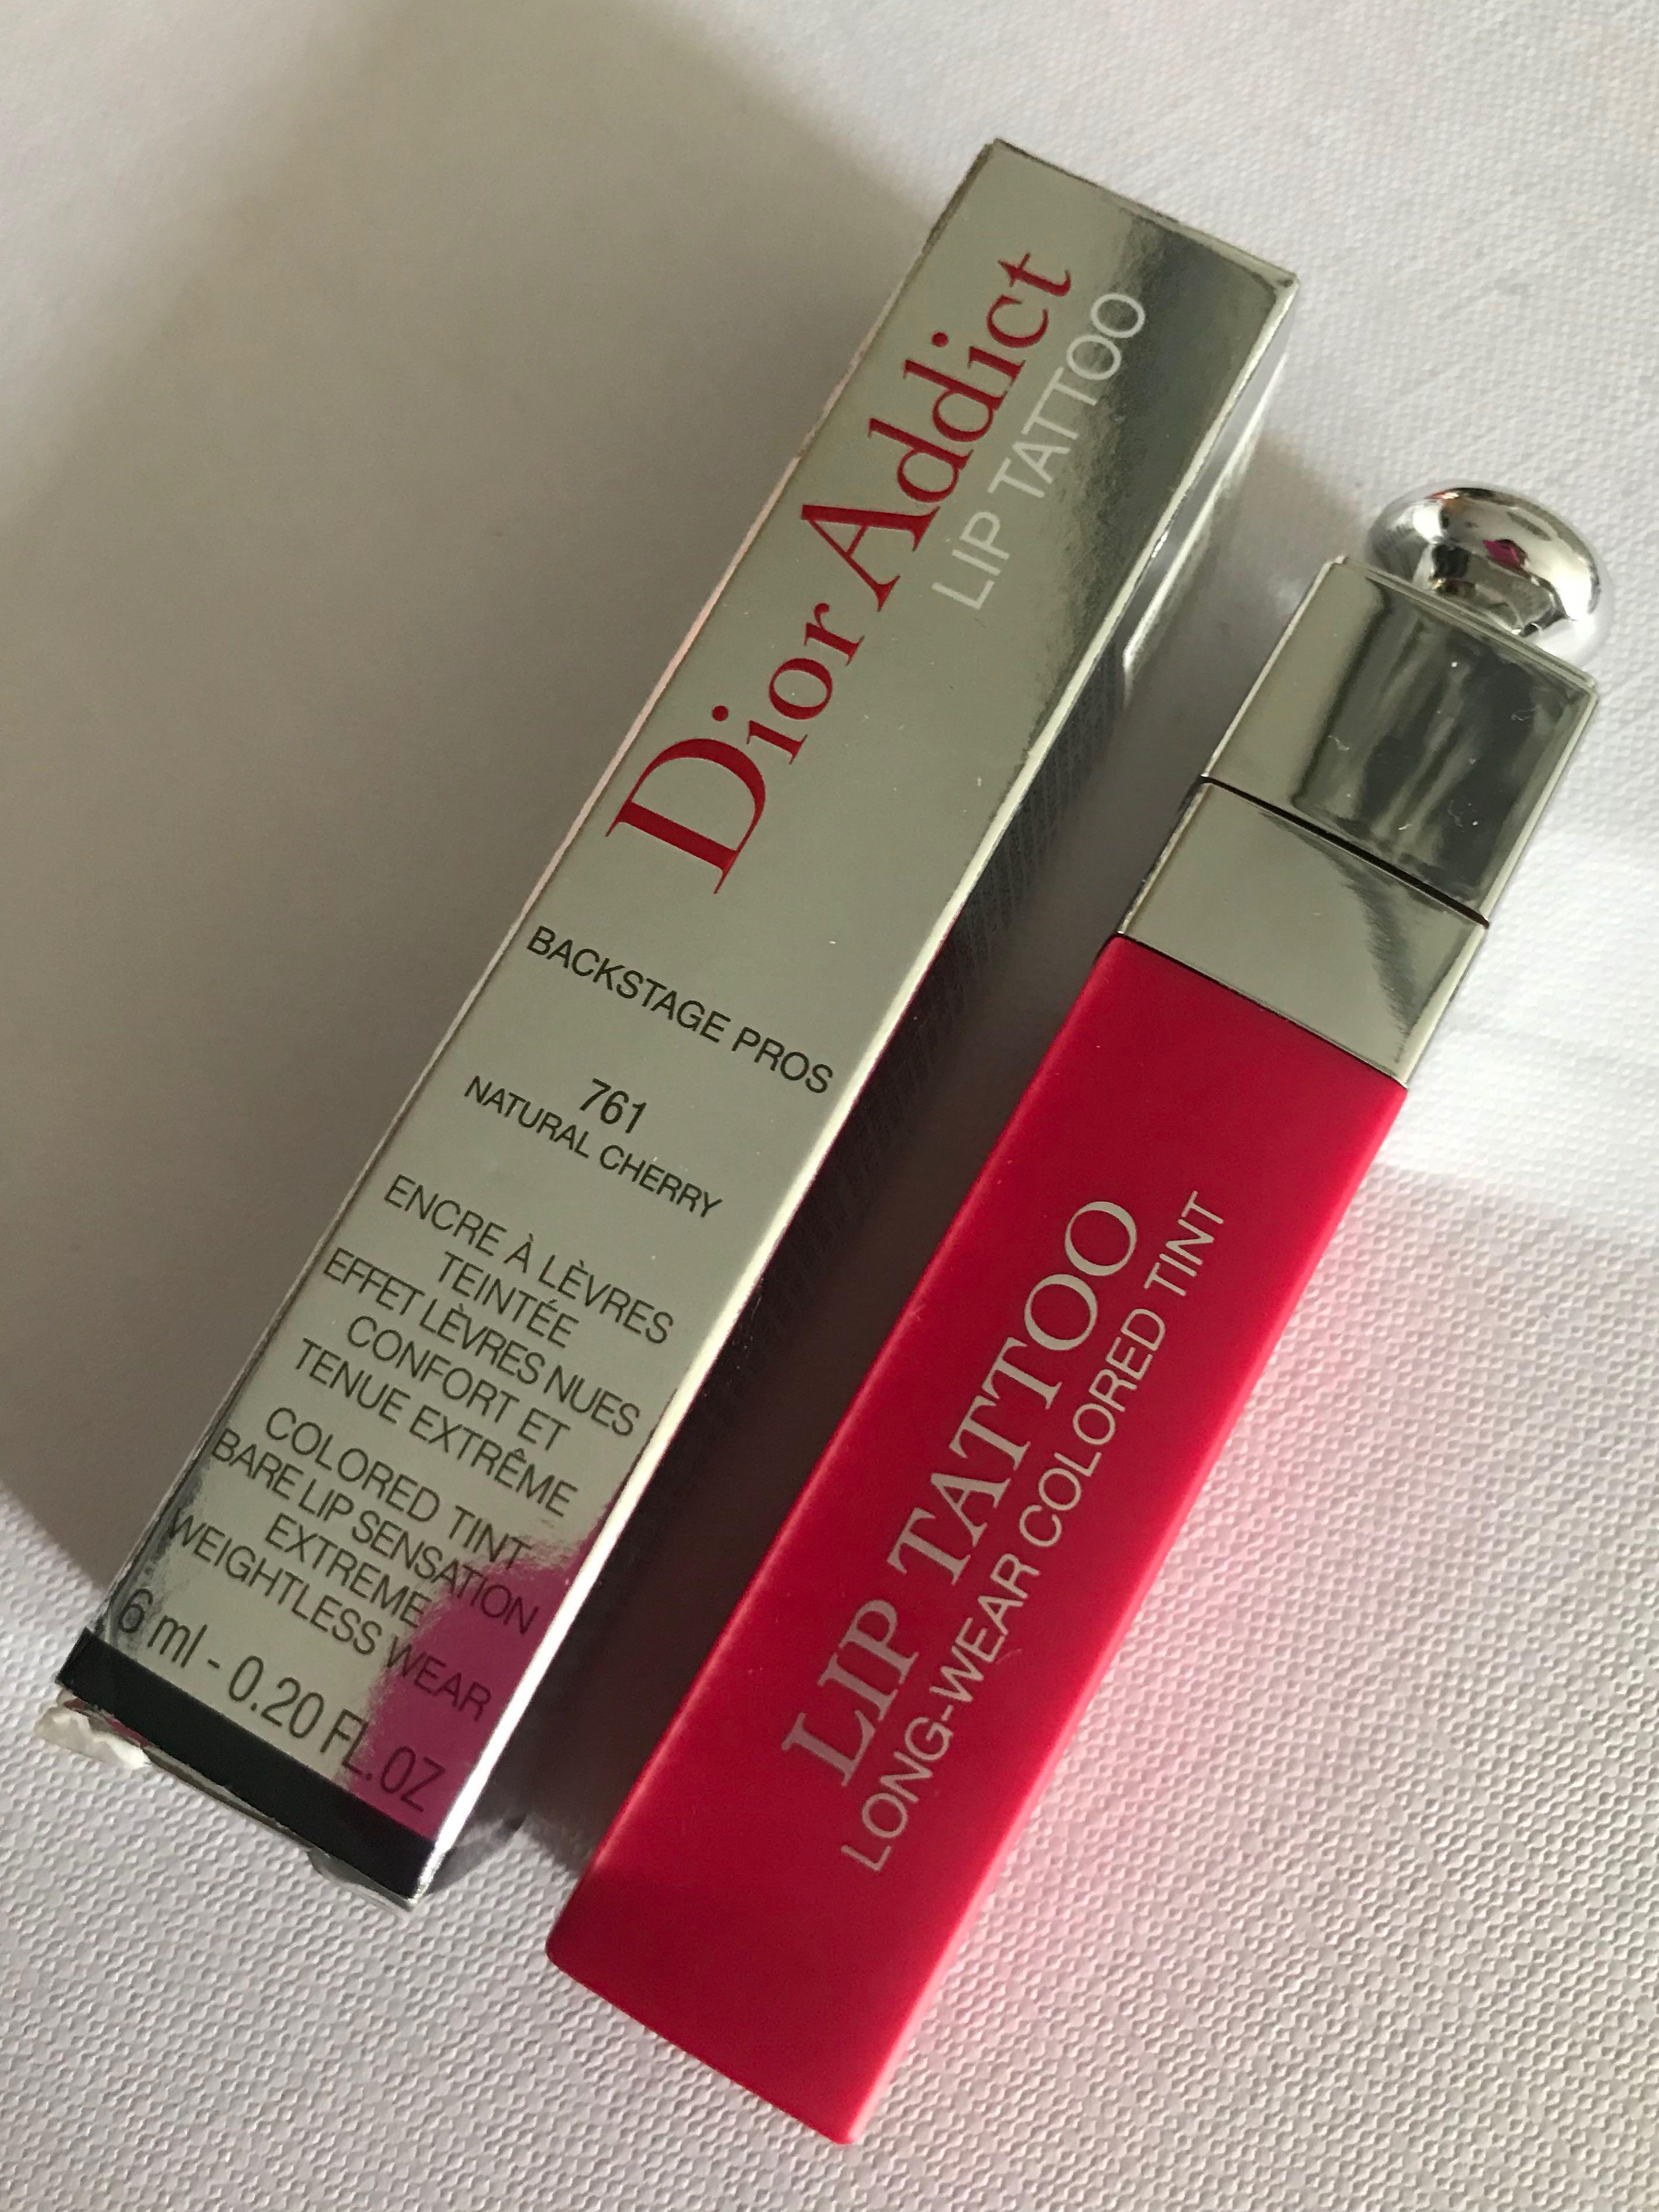 Dior Addict
LIP TATTOO
BACKSTAGE PROS
761
NATURAL CHERRY
ENCRE À LÈVRES
TEINTÉE
EFFET LÈVRES NUES
CONFORT ET
TENUE EXTRÊME
COLORED TINT
BARE LIP SENSATION
EXTREME
WEIGHTLESS WEAR
6 ml - 0.20 FL.OZ
LIP TATTOO
LONG-WEAR COLORED TINT